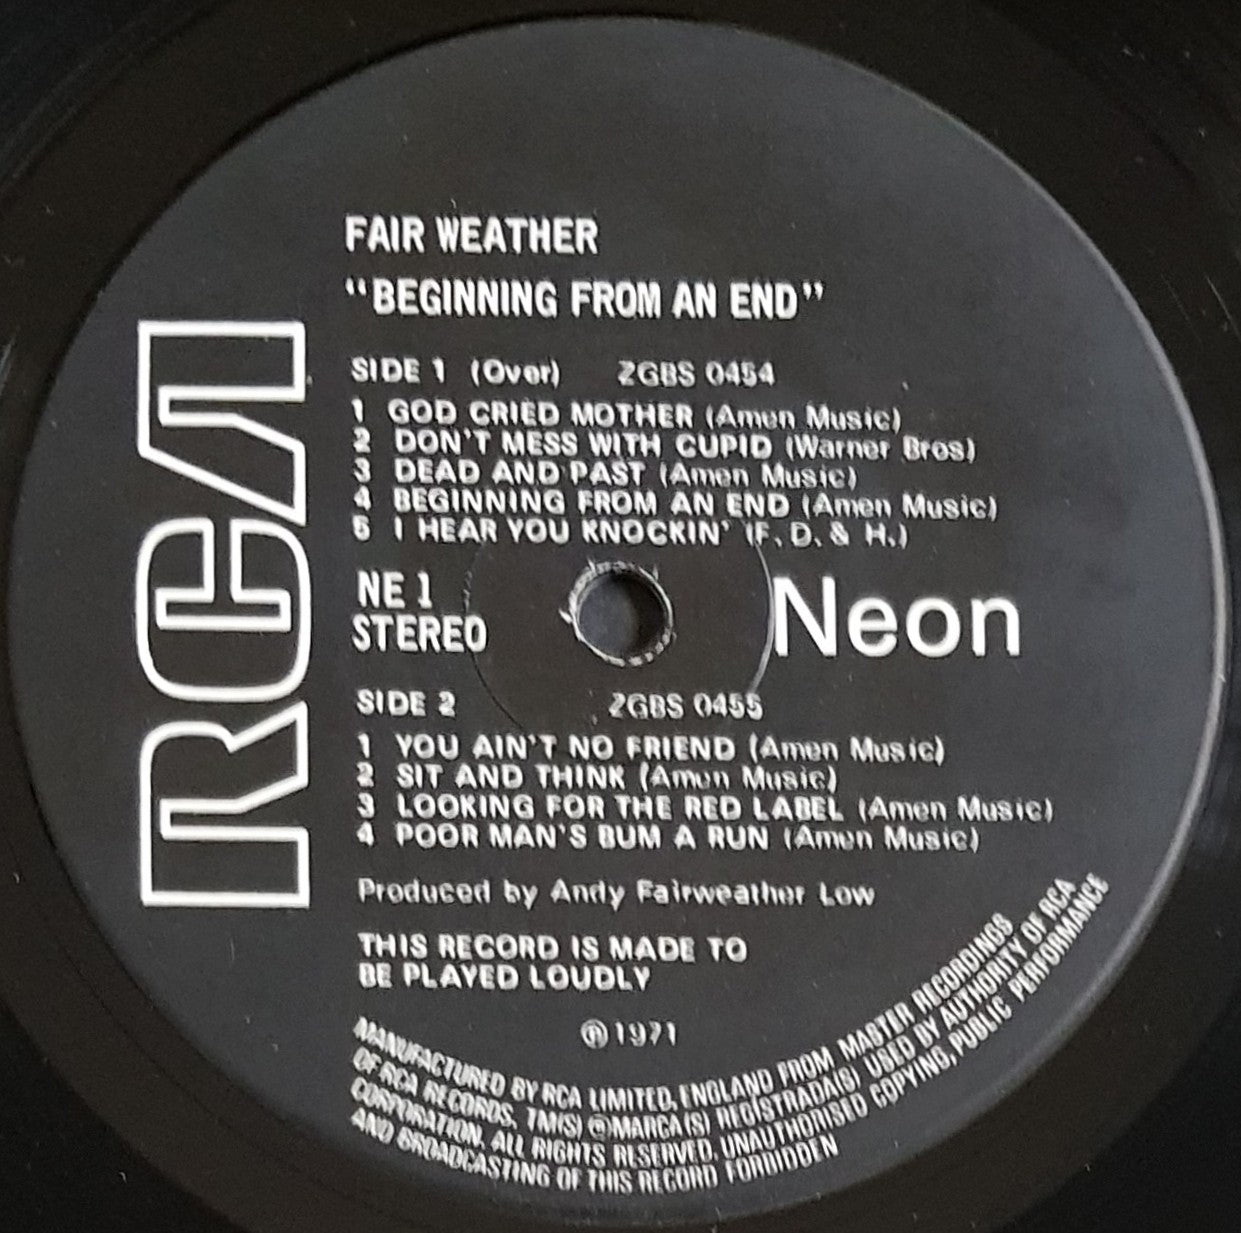 FAIR WEATHER
"BEGINNING FROM AN END"
SIDE 1 (Over) ZGBS 0454
1 GOD CRIED MOTHER (Amen Music)
2 DON'T MESS WITH CUPID (Warner Bros)
3 DEAD AND PAST (Amen Music)
4 BEGINNING FROM AN END (Amen Music)
5 I HEAR YOU KNOCKIN' (F. D. & H.)
RCA
NE 1
STEREO
Neon
SIDE 2 ZGBS 0455
1 YOU AIN'T NO FRIEND (Amen Music)
2 SIT AND THINK (Amen Music)
3 LOOKING FOR THE RED LABEL (Amen Music)
4 POOR MAN'S BUM A RUN (Amen Music)
Produced by Andy Fairweather Low
THIS RECORD IS MADE TO
BE PLAYED LOUDLY
℗ 1971
MANUFACTURED BY RCA LIMITED, ENGLAND FROM MASTER RECORDINGS
OF RCA RECORDS. TM(S) ® MARCA(S) REGISTRADA(S) USED BY AUTHORITY OF RCA
CORPORATION. ALL RIGHTS RESERVED. UNAUTHORISED COPYING, PUBLIC PERFORMANCE
AND BROADCASTING OF THIS RECORD FORBIDDEN